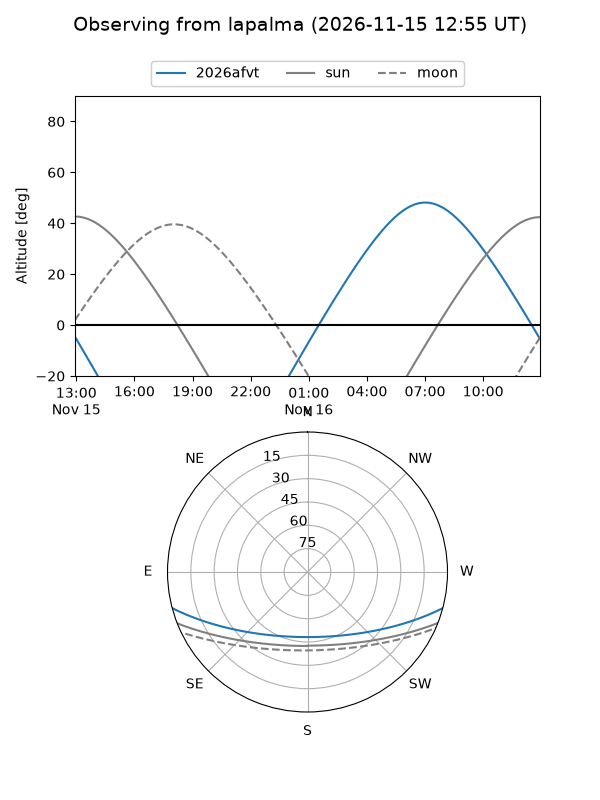 Observing from lapalma (2026-11-15 12:55 UT)
2026afvt sun moon
Altitude [deg]
80
60
40
20
0
−20
13:00 16:00 19:00 22:00 01:00 04:00 07:00 10:00
Nov 15 Nov 16
N
NE NW
15
30
45
60
75
E W
SE SW
S